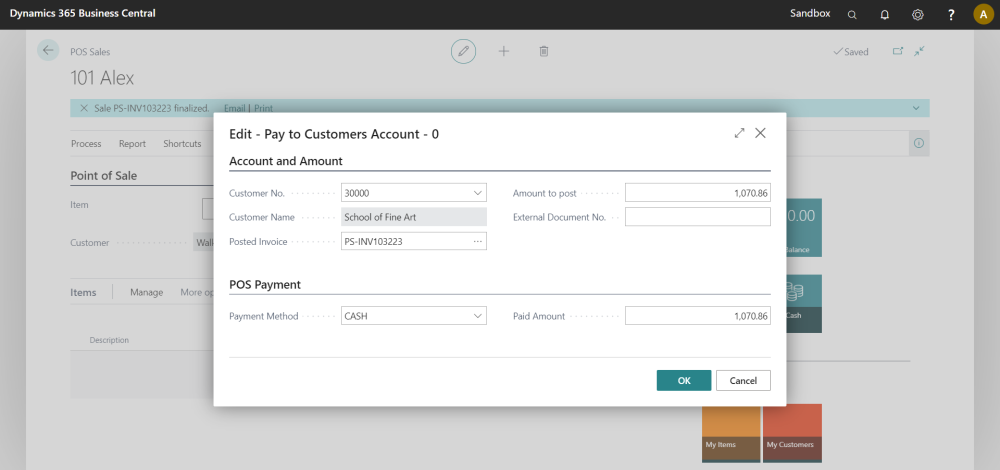 Dynamics 365 Business Central
Sandbox
?
A
POS Sales
Saved
101 Alex
Sale PS-INV103223 finalized. Email | Print
Process Report Shortcuts
Point of Sale
Item
Customer
Items | Manage
Description
Edit - Pay to Customers Account - 0
Account and Amount
Customer No. 30000
Amount to post 1,070.86
Customer Name School of Fine Art
External Document No.
Posted Invoice PS-INV103223 ...
POS Payment
Payment Method CASH
Paid Amount 1,070.86
OK Cancel
0.00
Cash
My Items My Customers